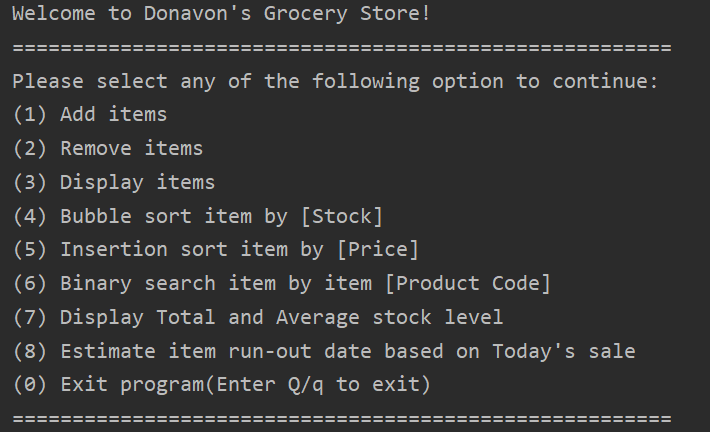 Welcome to Donavon's Grocery Store!
=======================================================
Please select any of the following option to continue:
(1) Add items
(2) Remove items
(3) Display items
(4) Bubble sort item by [Stock]
(5) Insertion sort item by [Price]
(6) Binary search item by item [Product Code]
(7) Display Total and Average stock level
(8) Estimate item run-out date based on Today's sale
(0) Exit program(Enter Q/q to exit)
=======================================================